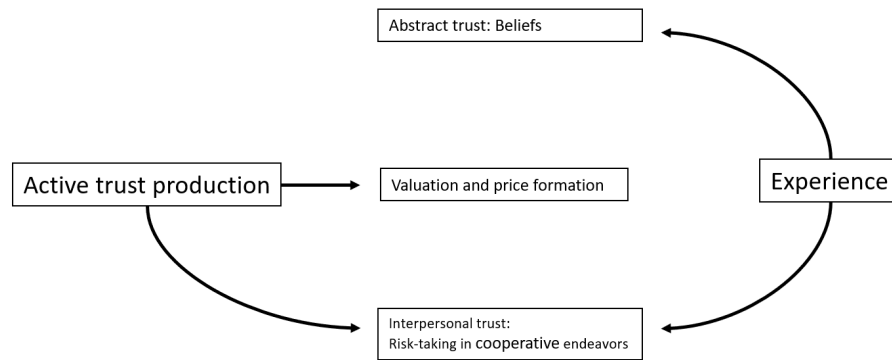 Abstract trust: Beliefs
Active trust production
Valuation and price formation
Experience
Interpersonal trust:
Risk-taking in cooperative endeavors